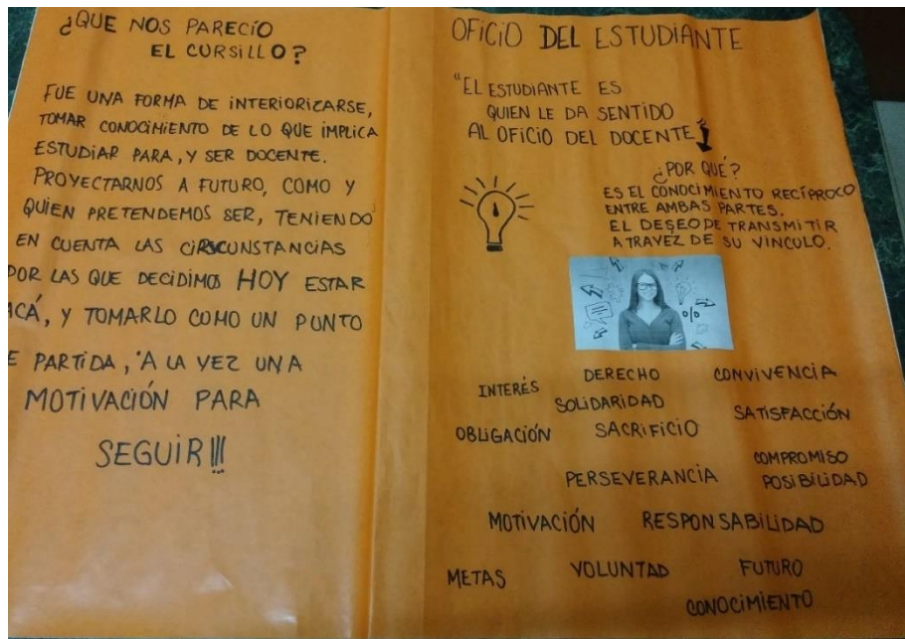 ¿QUE NOS PARECÍO
EL CURSILLO?
FUE UNA FORMA DE INTERIORIZARSE,
TOMAR CONOCIMIENTO DE LO QUE IMPLICA
ESTUDIAR PARA, Y SER DOCENTE.
PROYECTARNOS A FUTURO, COMO Y
QUIEN PRETENDEMOS SER, TENIENDO
EN CUENTA LAS CIRCUNSTANCIAS
POR LAS QUE DECIDIMOS HOY ESTAR
ACÁ, Y TOMARLO COMO UN PUNTO
E PARTIDA, A LA VEZ UNA
MOTIVACIÓN PARA
SEGUIR!!!
OFICIO DEL ESTUDIANTE
"EL ESTUDIANTE ES
QUIEN LE DA SENTIDO
AL OFICIO DEL DOCENTE"
¿POR QUÉ?
ES EL CONOCIMIENTO RECÍPROCO
ENTRE AMBAS PARTES.
EL DESEO DE TRANSMITIR
A TRAVEZ DE SU VINCULO.
%
INTERÉS DERECHO CONVIVENCIA
SOLIDARIDAD SATISFACCIÓN
OBLIGACIÓN SACRIFICIO
COMPROMISO
PERSEVERANCIA POSIBILIDAD
MOTIVACIÓN RESPONSABILIDAD
METAS VOLUNTAD FUTURO
CONOCIMIENTO